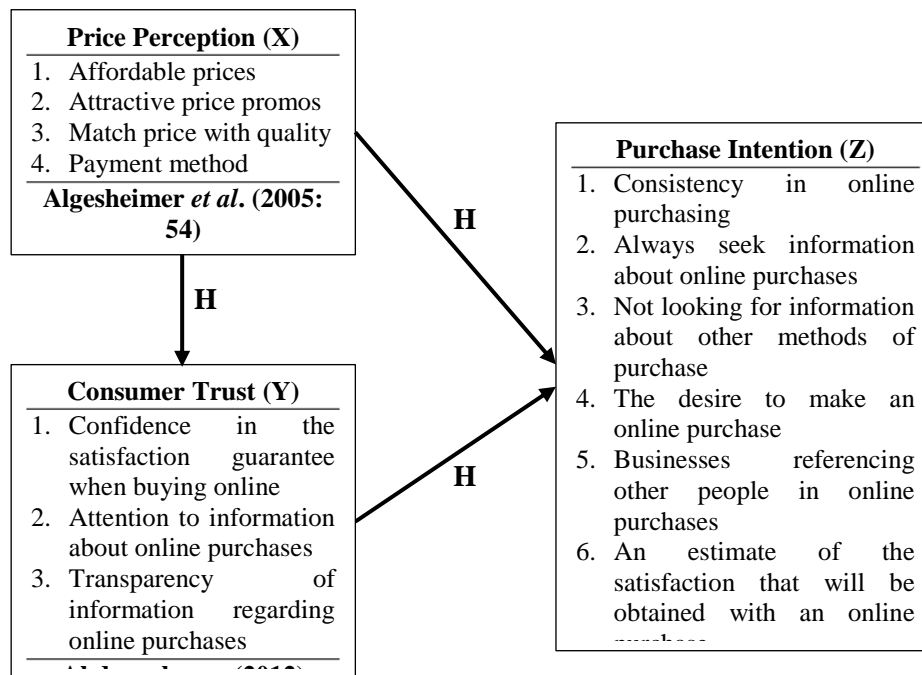 Price Perception (X)
1. Affordable prices
2. Attractive price promos
3. Match price with quality
4. Payment method
Algesheimer et al. (2005:
54)
H
H
Consumer Trust (Y)
1. Confidence in the
satisfaction guarantee
when buying online
2. Attention to information
about online purchases
3. Transparency of
information regarding
online purchases
H
Purchase Intention (Z)
1. Consistency in online
purchasing
2. Always seek information
about online purchases
3. Not looking for information
about other methods of
purchase
4. The desire to make an
online purchase
5. Businesses referencing
other people in online
purchases
6. An estimate of the
satisfaction that will be
obtained with an online